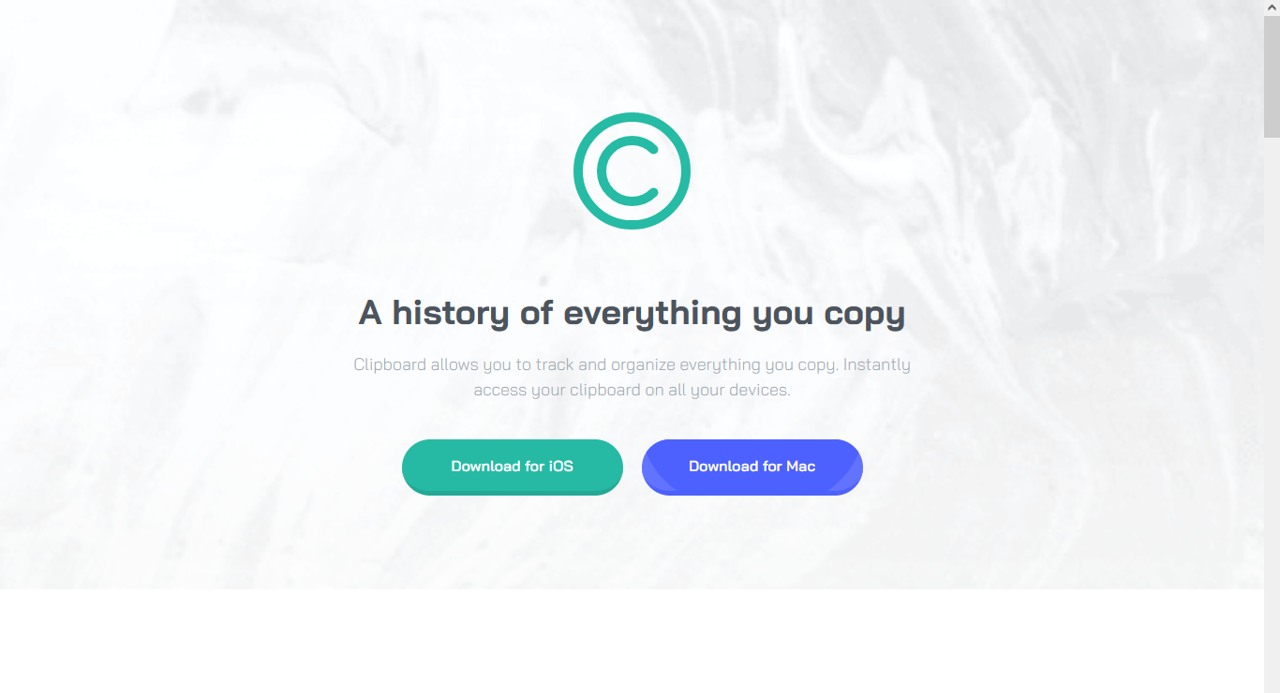 A history of everything you copy
Clipboard allows you to track and organize everything you copy. Instantly
access your clipboard on all your devices.
Download for iOS
Download for Mac